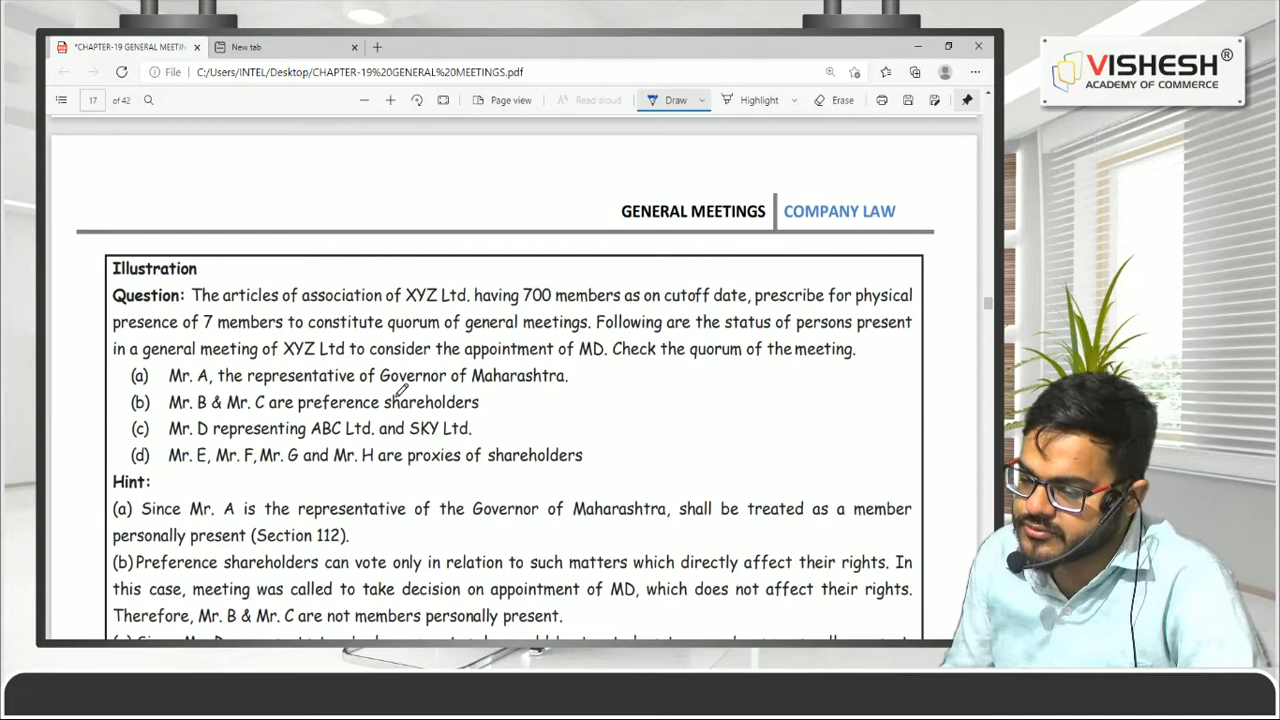 *CHAPTER-19 GENERAL MEETIN
New tab
File
C:/Users/INTEL/Desktop/CHAPTER-19%20GENERAL%20MEETINGS.pdf
17 of 42
Page view
Read aloud
Draw
Highlight
Erase
VISHESH®
ACADEMY OF COMMERCE
GENERAL MEETINGS COMPANY LAW
Illustration
Question: The articles of association of XYZ Ltd. having 700 members as on cutoff date, prescribe for physical
presence of 7 members to constitute quorum of general meetings. Following are the status of persons present
in a general meeting of XYZ Ltd to consider the appointment of MD. Check the quorum of the meeting.
(a) Mr. A, the representative of Governor of Maharashtra.
(b) Mr. B & Mr. C are preference shareholders
(c) Mr. D representing ABC Ltd. and SKY Ltd.
(d) Mr. E, Mr. F, Mr. G and Mr. H are proxies of shareholders
Hint:
(a) Since Mr. A is the representative of the Governor of Maharashtra, shall be treated as a member
personally present (Section 112).
(b) Preference shareholders can vote only in relation to such matters which directly affect their rights. In
this case, meeting was called to take decision on appointment of MD, which does not affect their rights.
Therefore, Mr. B & Mr. C are not members personally present.